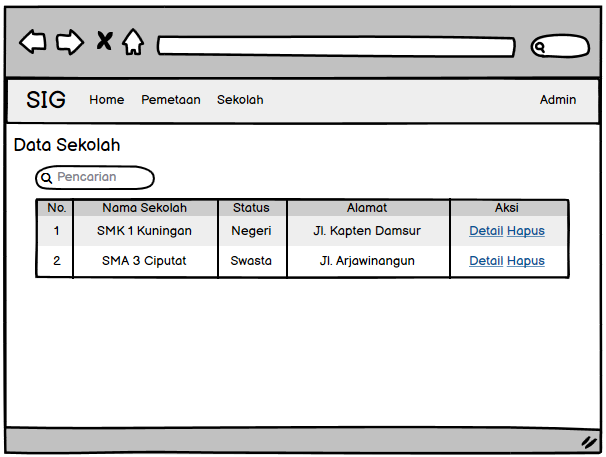 SIG Home Pemetaan Sekolah Admin
Data Sekolah
Pencarian
No. Nama Sekolah Status Alamat Aksi
1 SMK 1 Kuningan Negeri Jl. Kapten Damsur Detail Hapus
2 SMA 3 Ciputat Swasta Jl. Arjawinangun Detail Hapus